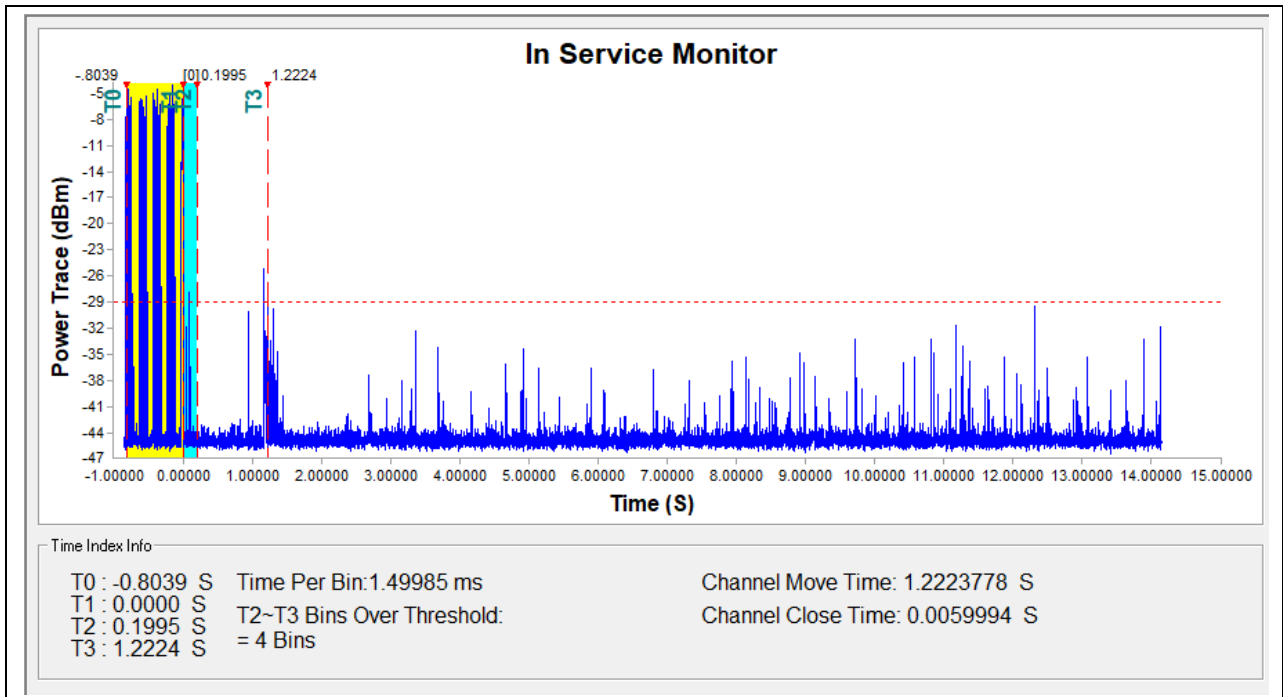 In Service Monitor
-.8039 [0]0.1995 1.2224
T0 T1 T2 T3
Power Trace (dBm)
-5
-8
-11
-14
-17
-20
-23
-26
-29
-32
-35
-38
-41
-44
-47
-1.00000 0.00000 1.00000 2.00000 3.00000 4.00000 5.00000 6.00000 7.00000 8.00000 9.00000 10.00000 11.00000 12.00000 13.00000 14.00000 15.00000
Time (S)
Time Index Info
T0 : -0.8039 S Time Per Bin:1.49985 ms Channel Move Time: 1.2223778 S
T1 : 0.0000 S T2~T3 Bins Over Threshold: Channel Close Time: 0.0059994 S
T2 : 0.1995 S = 4 Bins
T3 : 1.2224 S